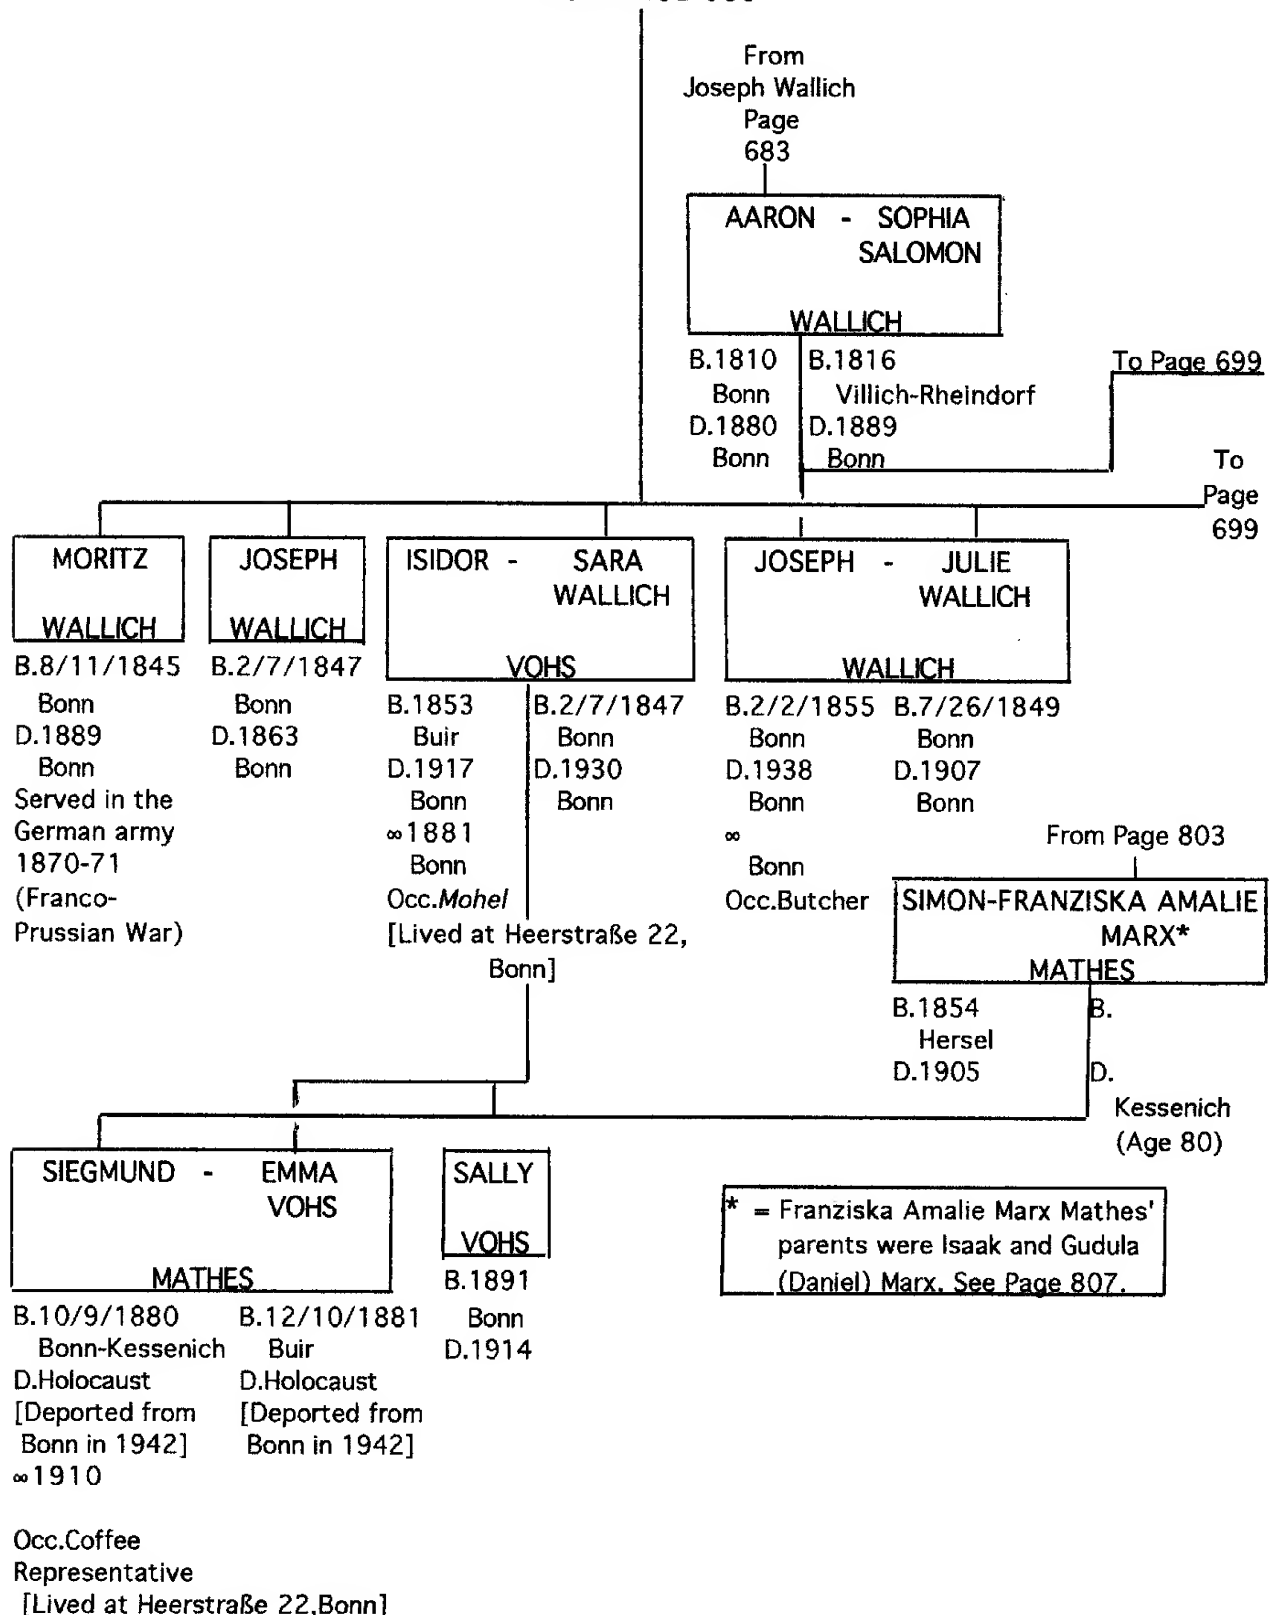 From
Joseph Wallich
Page
683
AARON - SOPHIA
SALOMON
WALLICH
B.1810
Bonn
D.1880
Bonn
B.1816
Villich-Rheindorf
D.1889
Bonn
To Page 699
To
Page
699
MORITZ
WALLICH
B.8/11/1845
Bonn
D.1889
Bonn
Served in the
German army
1870-71
(Franco-
Prussian War)
JOSEPH
WALLICH
B.2/7/1847
Bonn
D.1863
Bonn
ISIDOR - SARA
WALLICH
VOHS
B.1853
Buir
D.1917
Bonn
∞1881
Bonn
Occ.Mohel
[Lived at Heerstraße 22,
Bonn]
B.2/7/1847
Bonn
D.1930
Bonn
JOSEPH - JULIE
WALLICH
WALLICH
B.2/2/1855
Bonn
D.1938
Bonn
∞
Bonn
Occ.Butcher
B.7/26/1849
Bonn
D.1907
Bonn
From Page 803
SIMON-FRANZISKA AMALIE
MARX*
MATHES
B.1854
Hersel
D.1905
B.
D.
Kessenich
(Age 80)
SIEGMUND - EMMA
VOHS
MATHES
B.10/9/1880
Bonn-Kessenich
D.Holocaust
[Deported from
Bonn in 1942]
∞1910
Occ.Coffee
Representative
[Lived at Heerstraße 22,Bonn]
B.12/10/1881
Buir
D.Holocaust
[Deported from
Bonn in 1942]
SALLY
VOHS
B.1891
Bonn
D.1914
* = Franziska Amalie Marx Mathes'
parents were Isaak and Gudula
(Daniel) Marx. See Page 807.